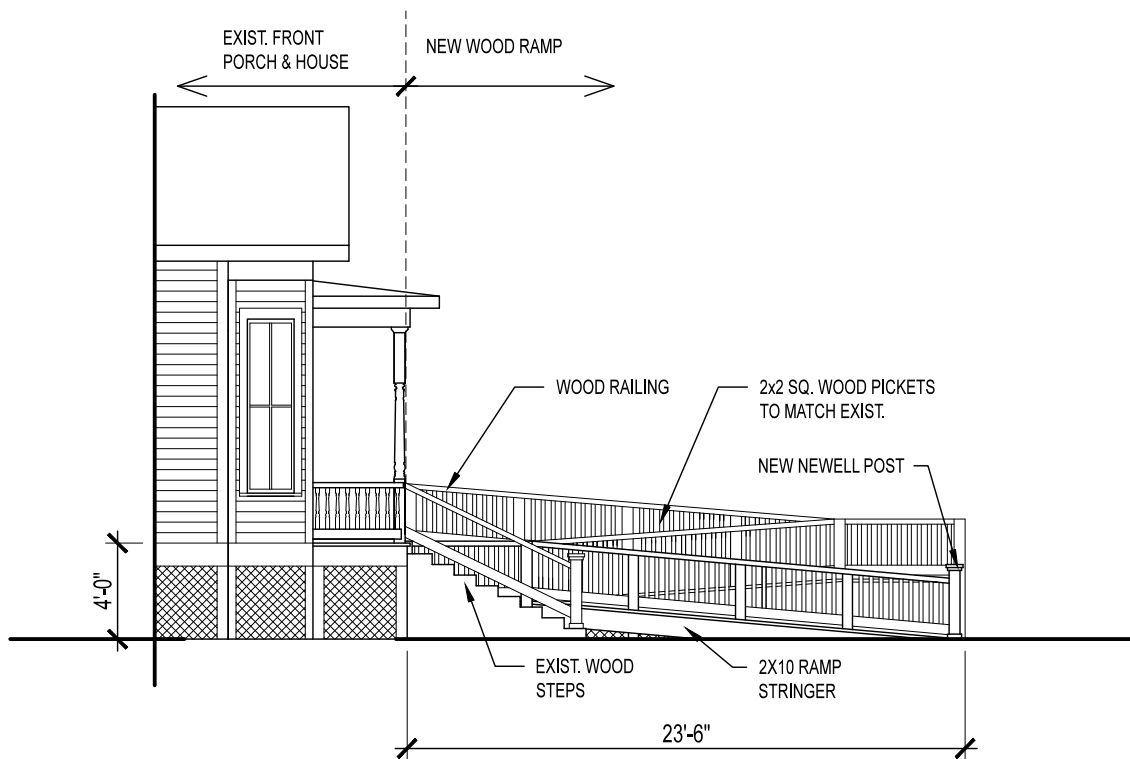 EXIST. FRONT
PORCH & HOUSE
NEW WOOD RAMP
WOOD RAILING
2x2 SQ. WOOD PICKETS
TO MATCH EXIST.
NEW NEWELL POST
4'-0"
EXIST. WOOD
STEPS
2X10 RAMP
STRINGER
23'-6"